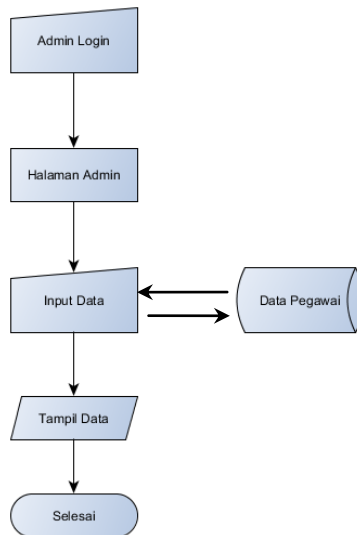 Admin Login
Halaman Admin
Input Data
Data Pegawai
Tampil Data
Selesai